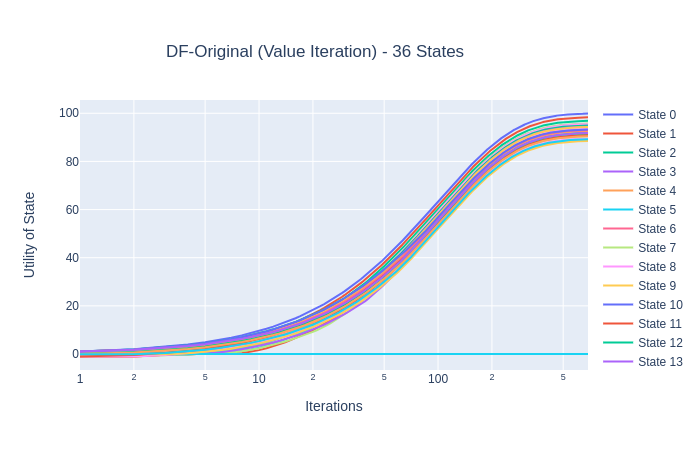 DF-Original (Value Iteration) - 36 States
100
80
60
40
20
0
Utility of State
1
2
5
10
2
5
100
2
5
Iterations
State 0
State 1
State 2
State 3
State 4
State 5
State 6
State 7
State 8
State 9
State 10
State 11
State 12
State 13